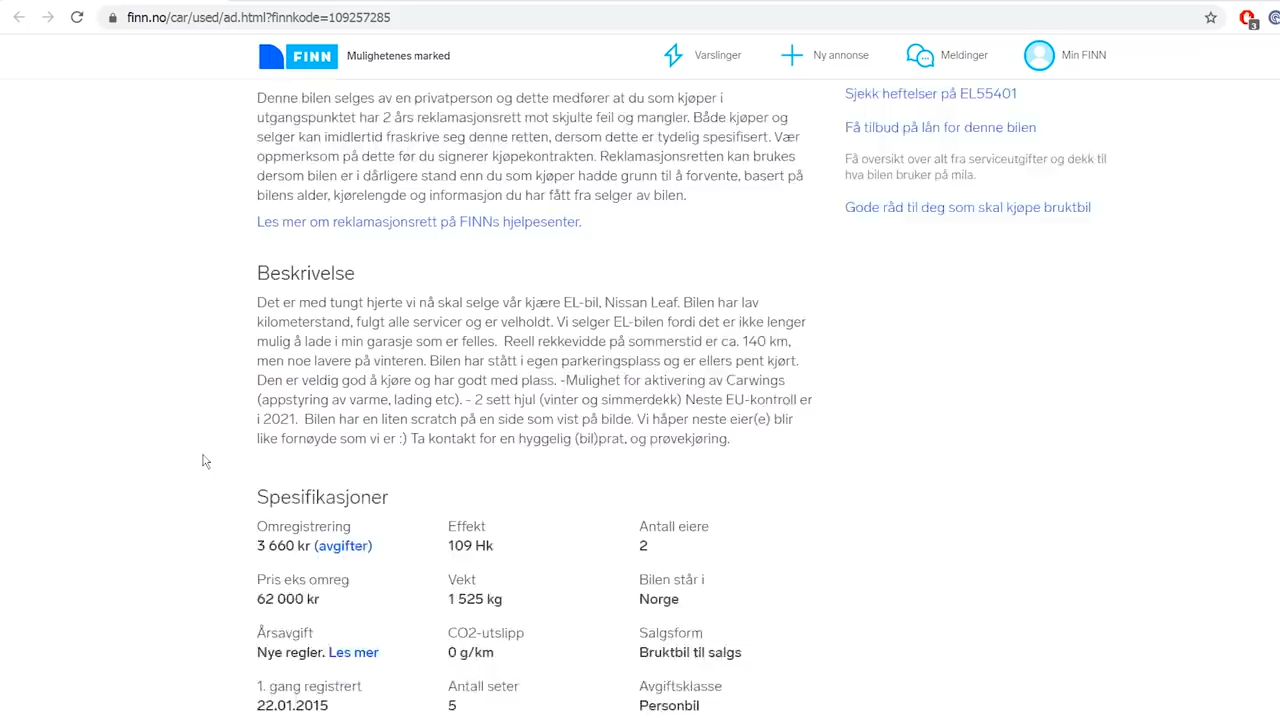 finn.no/car/used/ad.html?finnkode=109257285
3
FINN
Mulighetenes marked
Varslinger
Ny annonse
Meldinger
Min FINN
Denne bilen selges av en privatperson og dette medfører at du som kjøper i
utgangspunktet har 2 års reklamasjonsrett mot skjulte feil og mangler. Både kjøper og
selger kan imidlertid fraskrive seg denne retten, dersom dette er tydelig spesifisert. Vær
oppmerksom på dette før du signerer kjøpekontrakten. Reklamasjonsretten kan brukes
dersom bilen er i dårligere stand enn du som kjøper hadde grunn til å forvente, basert på
bilens alder, kjørelengde og informasjon du har fått fra selger av bilen.
Les mer om reklamasjonsrett på FINNs hjelpesenter.
Sjekk heftelser på EL55401
Få tilbud på lån for denne bilen
Få oversikt over alt fra serviceutgifter og dekk til
hva bilen bruker på mila.
Gode råd til deg som skal kjøpe bruktbil
Beskrivelse
Det er med tungt hjerte vi nå skal selge vår kjære EL-bil, Nissan Leaf. Bilen har lav
kilometerstand, fulgt alle servicer og er velholdt. Vi selger EL-bilen fordi det er ikke lenger
mulig å lade i min garasje som er felles.  Reell rekkevidde på sommerstid er ca. 140 km,
men noe lavere på vinteren. Bilen har stått i egen parkeringsplass og er ellers pent kjørt.
Den er veldig god å kjøre og har godt med plass. -Mulighet for aktivering av Carwings
(appstyring av varme, lading etc). - 2 sett hjul (vinter og simmerdekk) Neste EU-kontroll er
i 2021.  Bilen har en liten scratch på en side som vist på bilde. Vi håper neste eier(e) blir
like fornøyde som vi er :) Ta kontakt for en hyggelig (bil)prat, og prøvekjøring.
Spesifikasjoner
Omregistrering
3 660 kr (avgifter)
Effekt
109 Hk
Antall eiere
2
Pris eks omreg
62 000 kr
Vekt
1 525 kg
Bilen står i
Norge
Årsavgift
Nye regler. Les mer
CO2-utslipp
0 g/km
Salgsform
Bruktbil til salgs
1. gang registrert
22.01.2015
Antall seter
5
Avgiftsklasse
Personbil